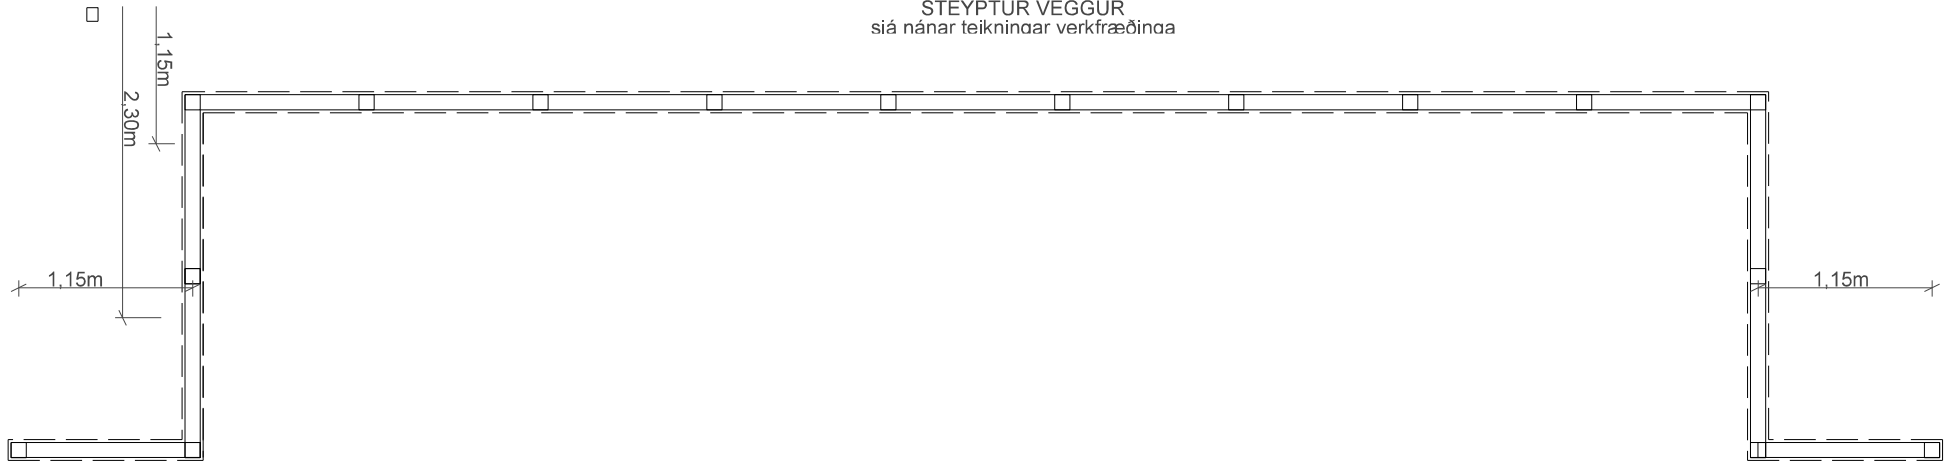 STEYPTUR VEGGUR
sjá nánar teikningar verkfræðinga
1,15m
2,30m
1,15m
1,15m